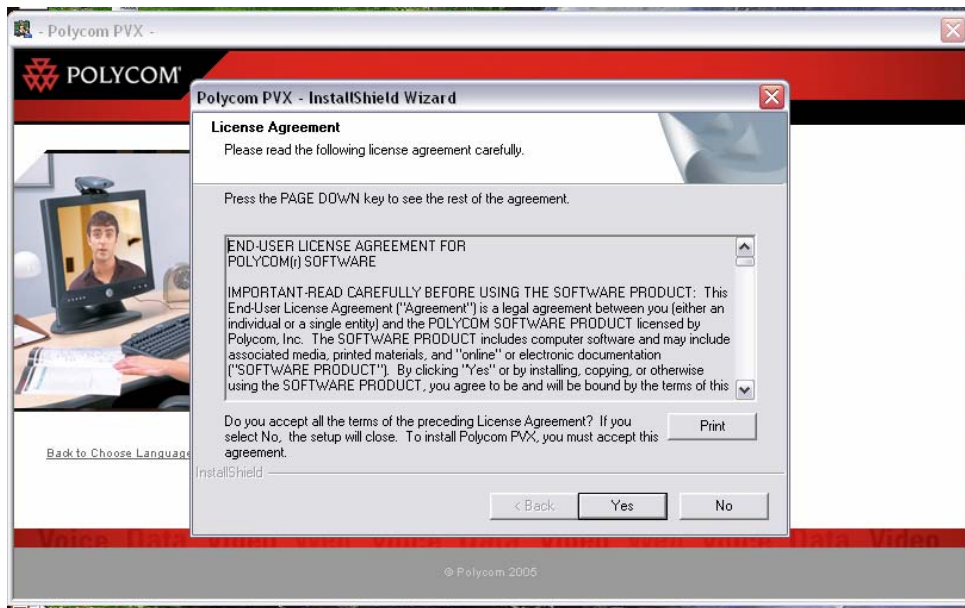 - Polycom PVX -
POLYCOM
Polycom PVX - InstallShield Wizard
License Agreement
Please read the following license agreement carefully.
Press the PAGE DOWN key to see the rest of the agreement.
END-USER LICENSE AGREEMENT FOR
POLYCOM(r) SOFTWARE
IMPORTANT-READ CAREFULLY BEFORE USING THE SOFTWARE PRODUCT: This
End-User License Agreement ("Agreement") is a legal agreement between you (either an
individual or a single entity) and the POLYCOM SOFTWARE PRODUCT licensed by
Polycom, Inc. The SOFTWARE PRODUCT includes computer software and may include
associated media, printed materials, and "online" or electronic documentation
("SOFTWARE PRODUCT"). By clicking "Yes" or by installing, copying, or otherwise
using the SOFTWARE PRODUCT, you agree to be and will be bound by the terms of this
Do you accept all the terms of the preceding License Agreement? If you
select No, the setup will close. To install Polycom PVX, you must accept this
agreement.
Print
Back to Choose Language
InstallShield
< Back
Yes
No
Voice Data Video Web Voice Data Video Web Voice Data Video
© Polycom 2005